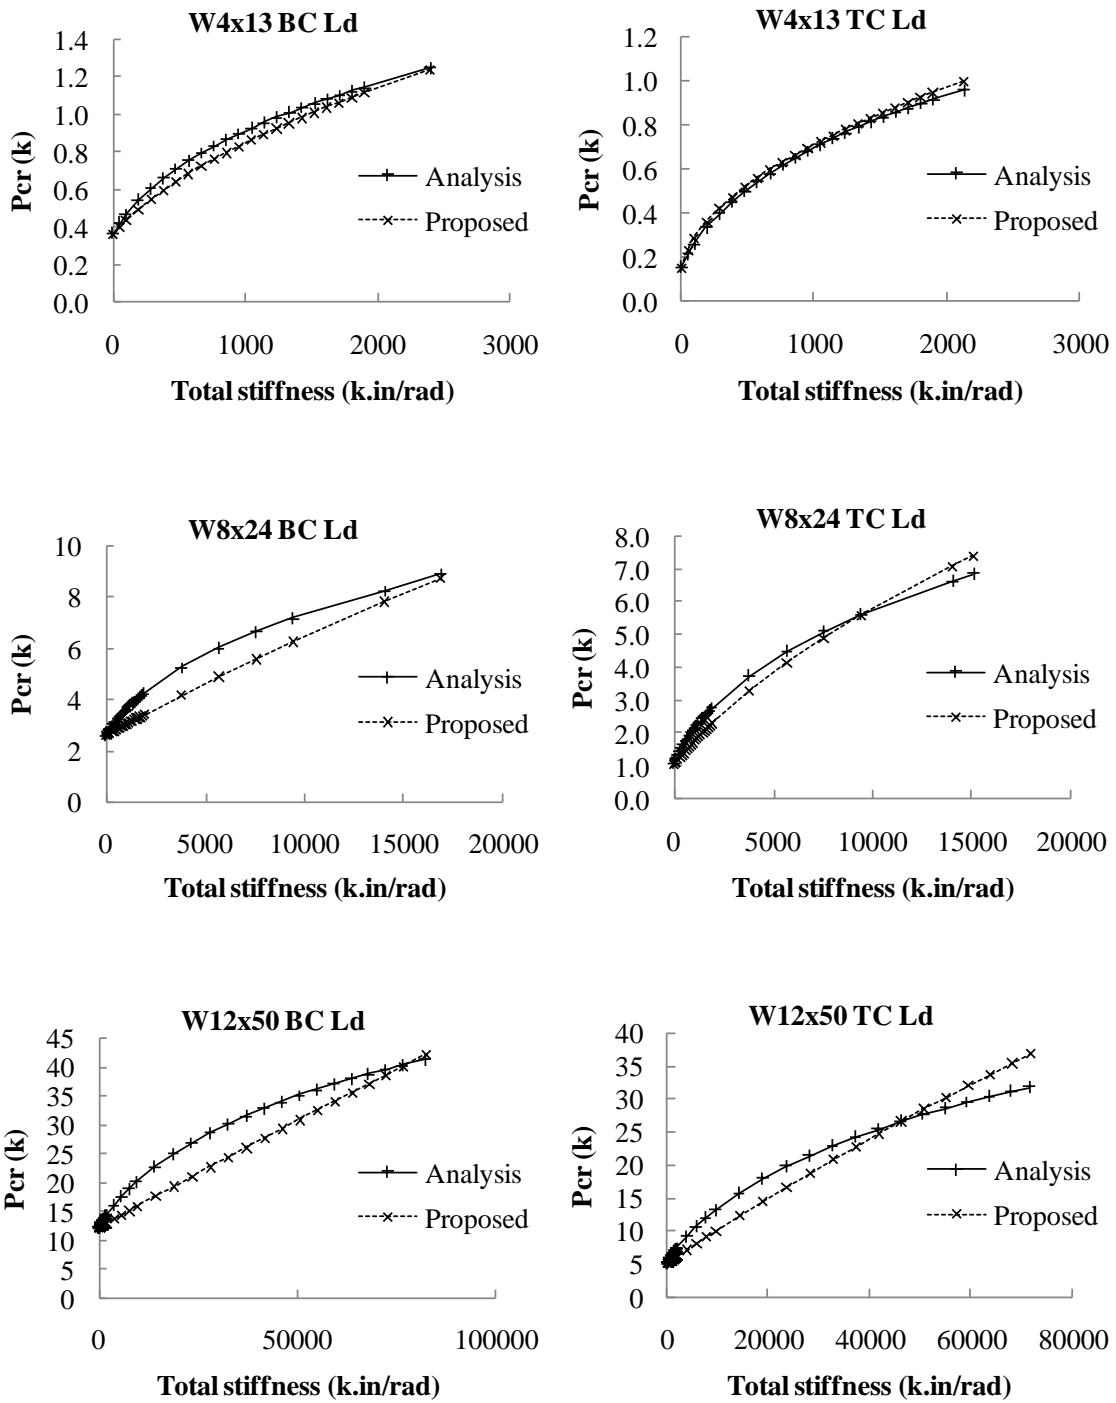 W4x13 BC Ld
1.4
1.2
1.0
0.8
0.6
0.4
0.2
0.0
Pcr (k)
Analysis
Proposed
0 1000 2000 3000
Total stiffness (k.in/rad)
W4x13 TC Ld
1.2
1.0
0.8
0.6
0.4
0.2
0.0
Pcr (k)
Analysis
Proposed
0 1000 2000 3000
Total stiffness (k.in/rad)
W8x24 BC Ld
10
8
6
4
2
0
Pcr (k)
Analysis
Proposed
0 5000 10000 15000 20000
Total stiffness (k.in/rad)
W8x24 TC Ld
8.0
7.0
6.0
5.0
4.0
3.0
2.0
1.0
0.0
Pcr (k)
Analysis
Proposed
0 5000 10000 15000 20000
Total stiffness (k.in/rad)
W12x50 BC Ld
45
40
35
30
25
20
15
10
5
0
Pcr (k)
Analysis
Proposed
0 50000 100000
Total stiffness (k.in/rad)
W12x50 TC Ld
40
35
30
25
20
15
10
5
0
Pcr (k)
Analysis
Proposed
0 20000 40000 60000 80000
Total stiffness (k.in/rad)